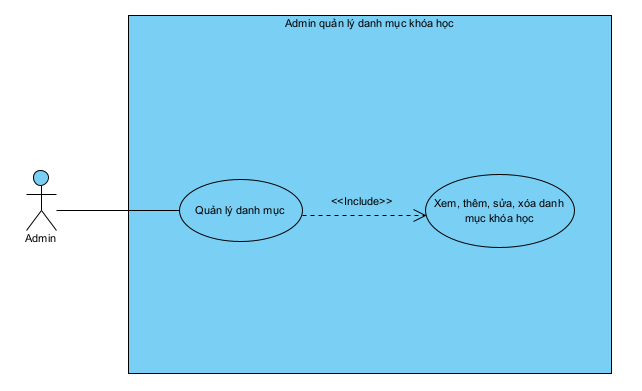 Admin quản lý danh mục khóa học
<<Include>>
Quản lý danh mục
Xem, thêm, sửa, xóa danh
mục khóa học
Admin